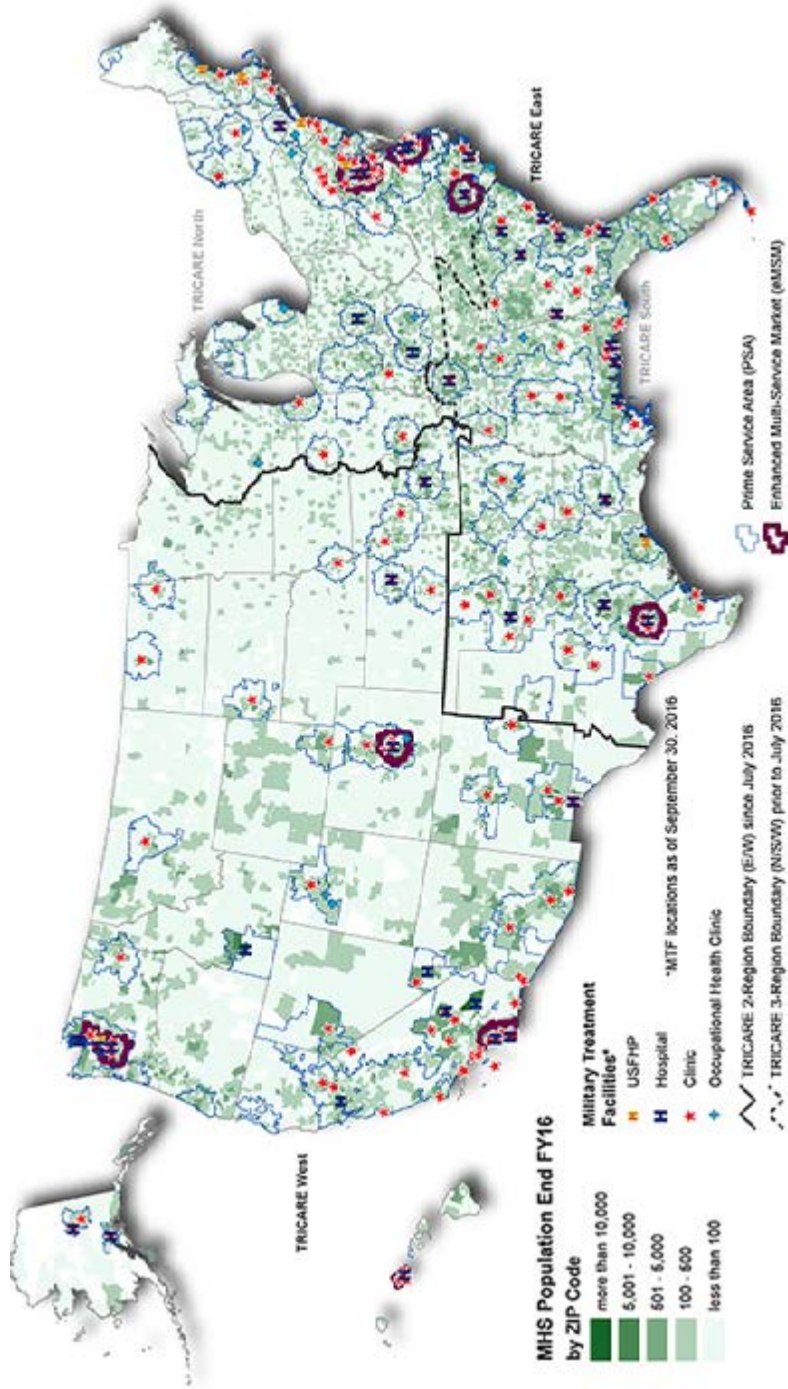 TRICARE North
TRICARE East
TRICARE South
TRICARE West
MHS Population End FY16
by ZIP Code
more than 10,000
5,001 - 10,000
501 - 5,000
100 - 500
less than 100
Military Treatment
Facilities*
H USFHP
H Hospital
Clinic
Occupational Health Clinic
*MTF locations as of September 30, 2016
TRICARE 2-Region Boundary (E/W) since July 2016
TRICARE 3-Region Boundary (N/S/W) prior to July 2016
Prime Service Area (PSA)
Enhanced Multi-Service Market (eMSM)